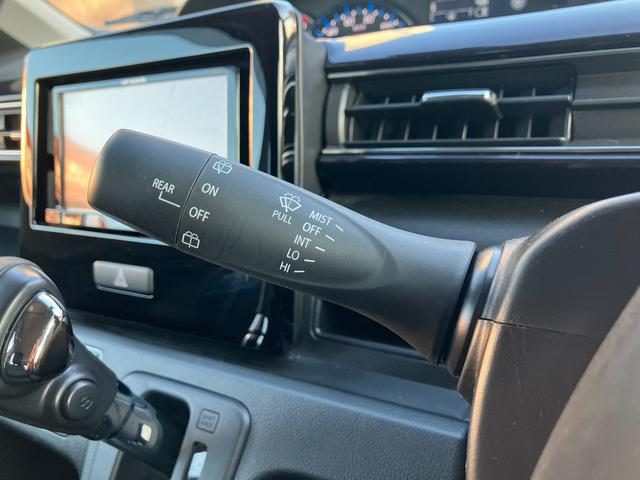 REAR
ON
OFF
PULL
MIST
OFF
INT
LO
HI